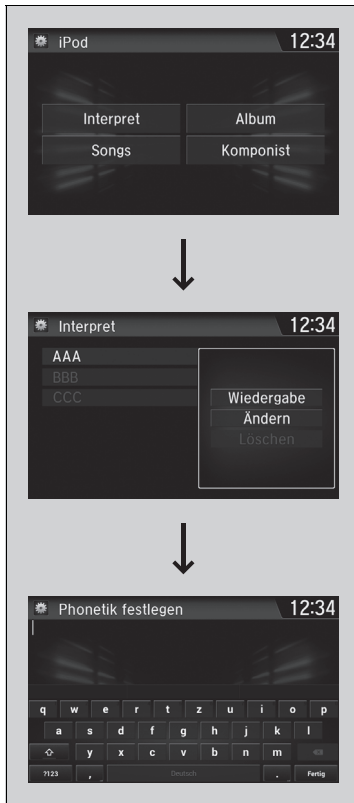 iPod 12:34
Interpret Album
Songs Komponist
Interpret 12:34
AAA
BBB
CCC
Wiedergabe
Ändern
Löschen
Phonetik festlegen 12:34
q w e r t z u i o p
a s d f g h j k l
y x c v b n m
?123 , Deutsch . Fertig